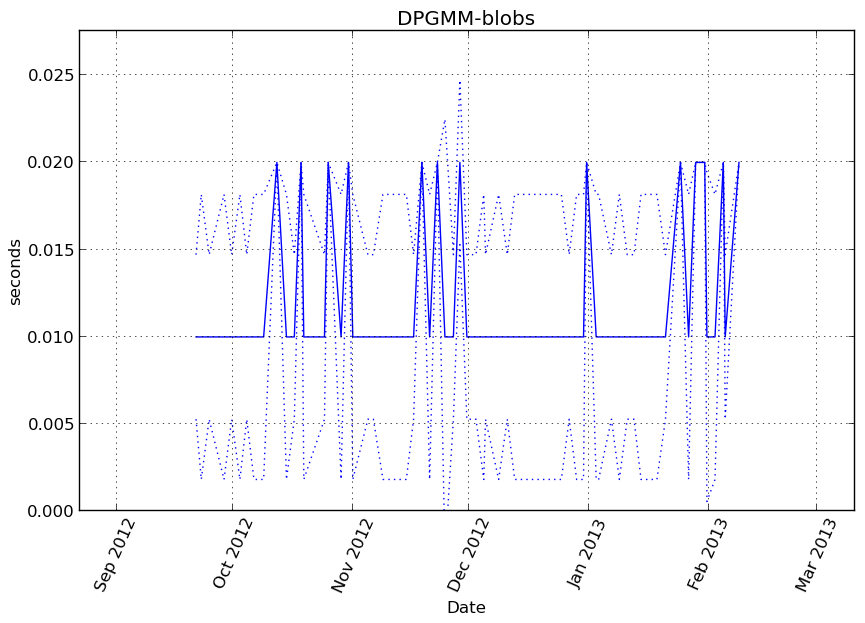 DPGMM-blobs
seconds
0.025
0.020
0.015
0.010
0.005
0.000
Sep 2012
Oct 2012
Nov 2012
Dec 2012
Jan 2013
Feb 2013
Mar 2013
Date